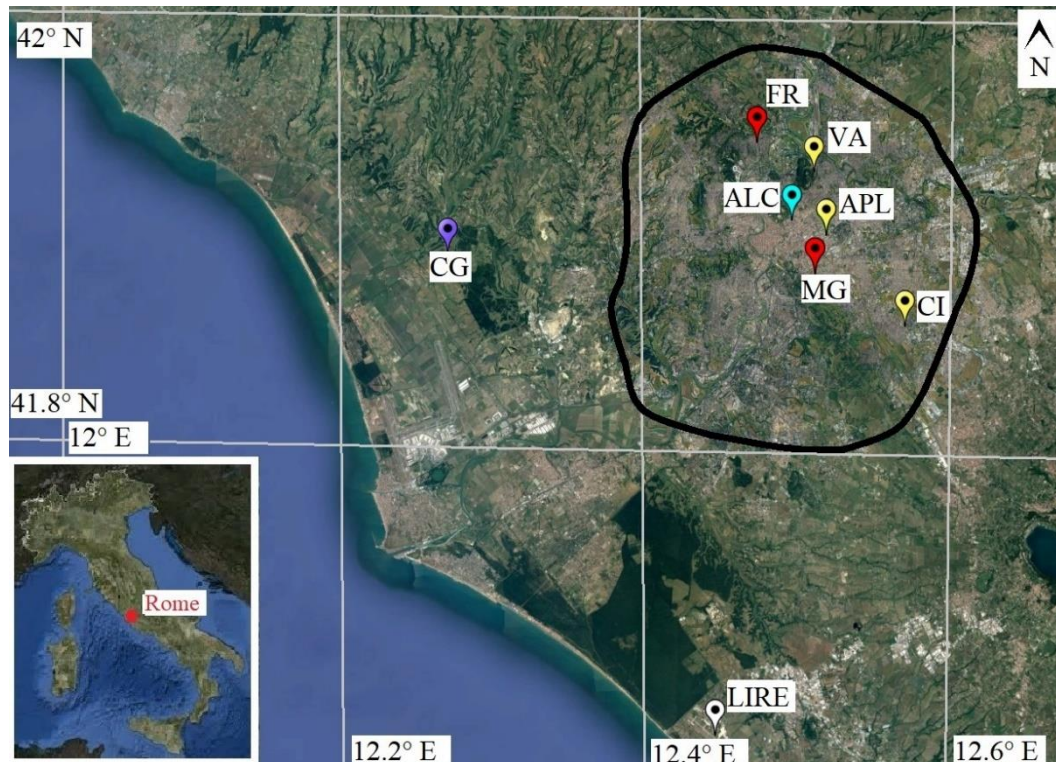 42° N
N
FR
VA
ALC
APL
CG
MG
CI
41.8° N
12° E
Rome
LIRE
12.2° E
12.4° E
12.6° E